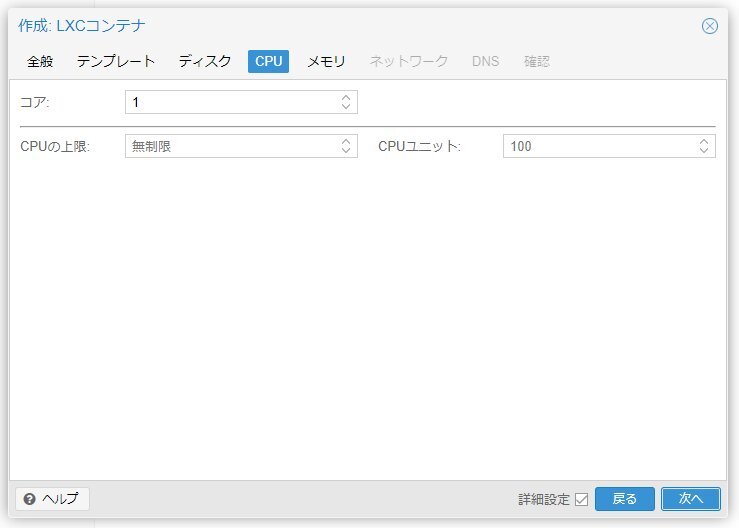 作成: LXCコンテナ
全般 テンプレート ディスク CPU メモリ ネットワーク DNS 確認
コア: 1
CPUの上限: 無制限 CPUユニット: 100
ヘルプ 詳細設定 戻る 次へ